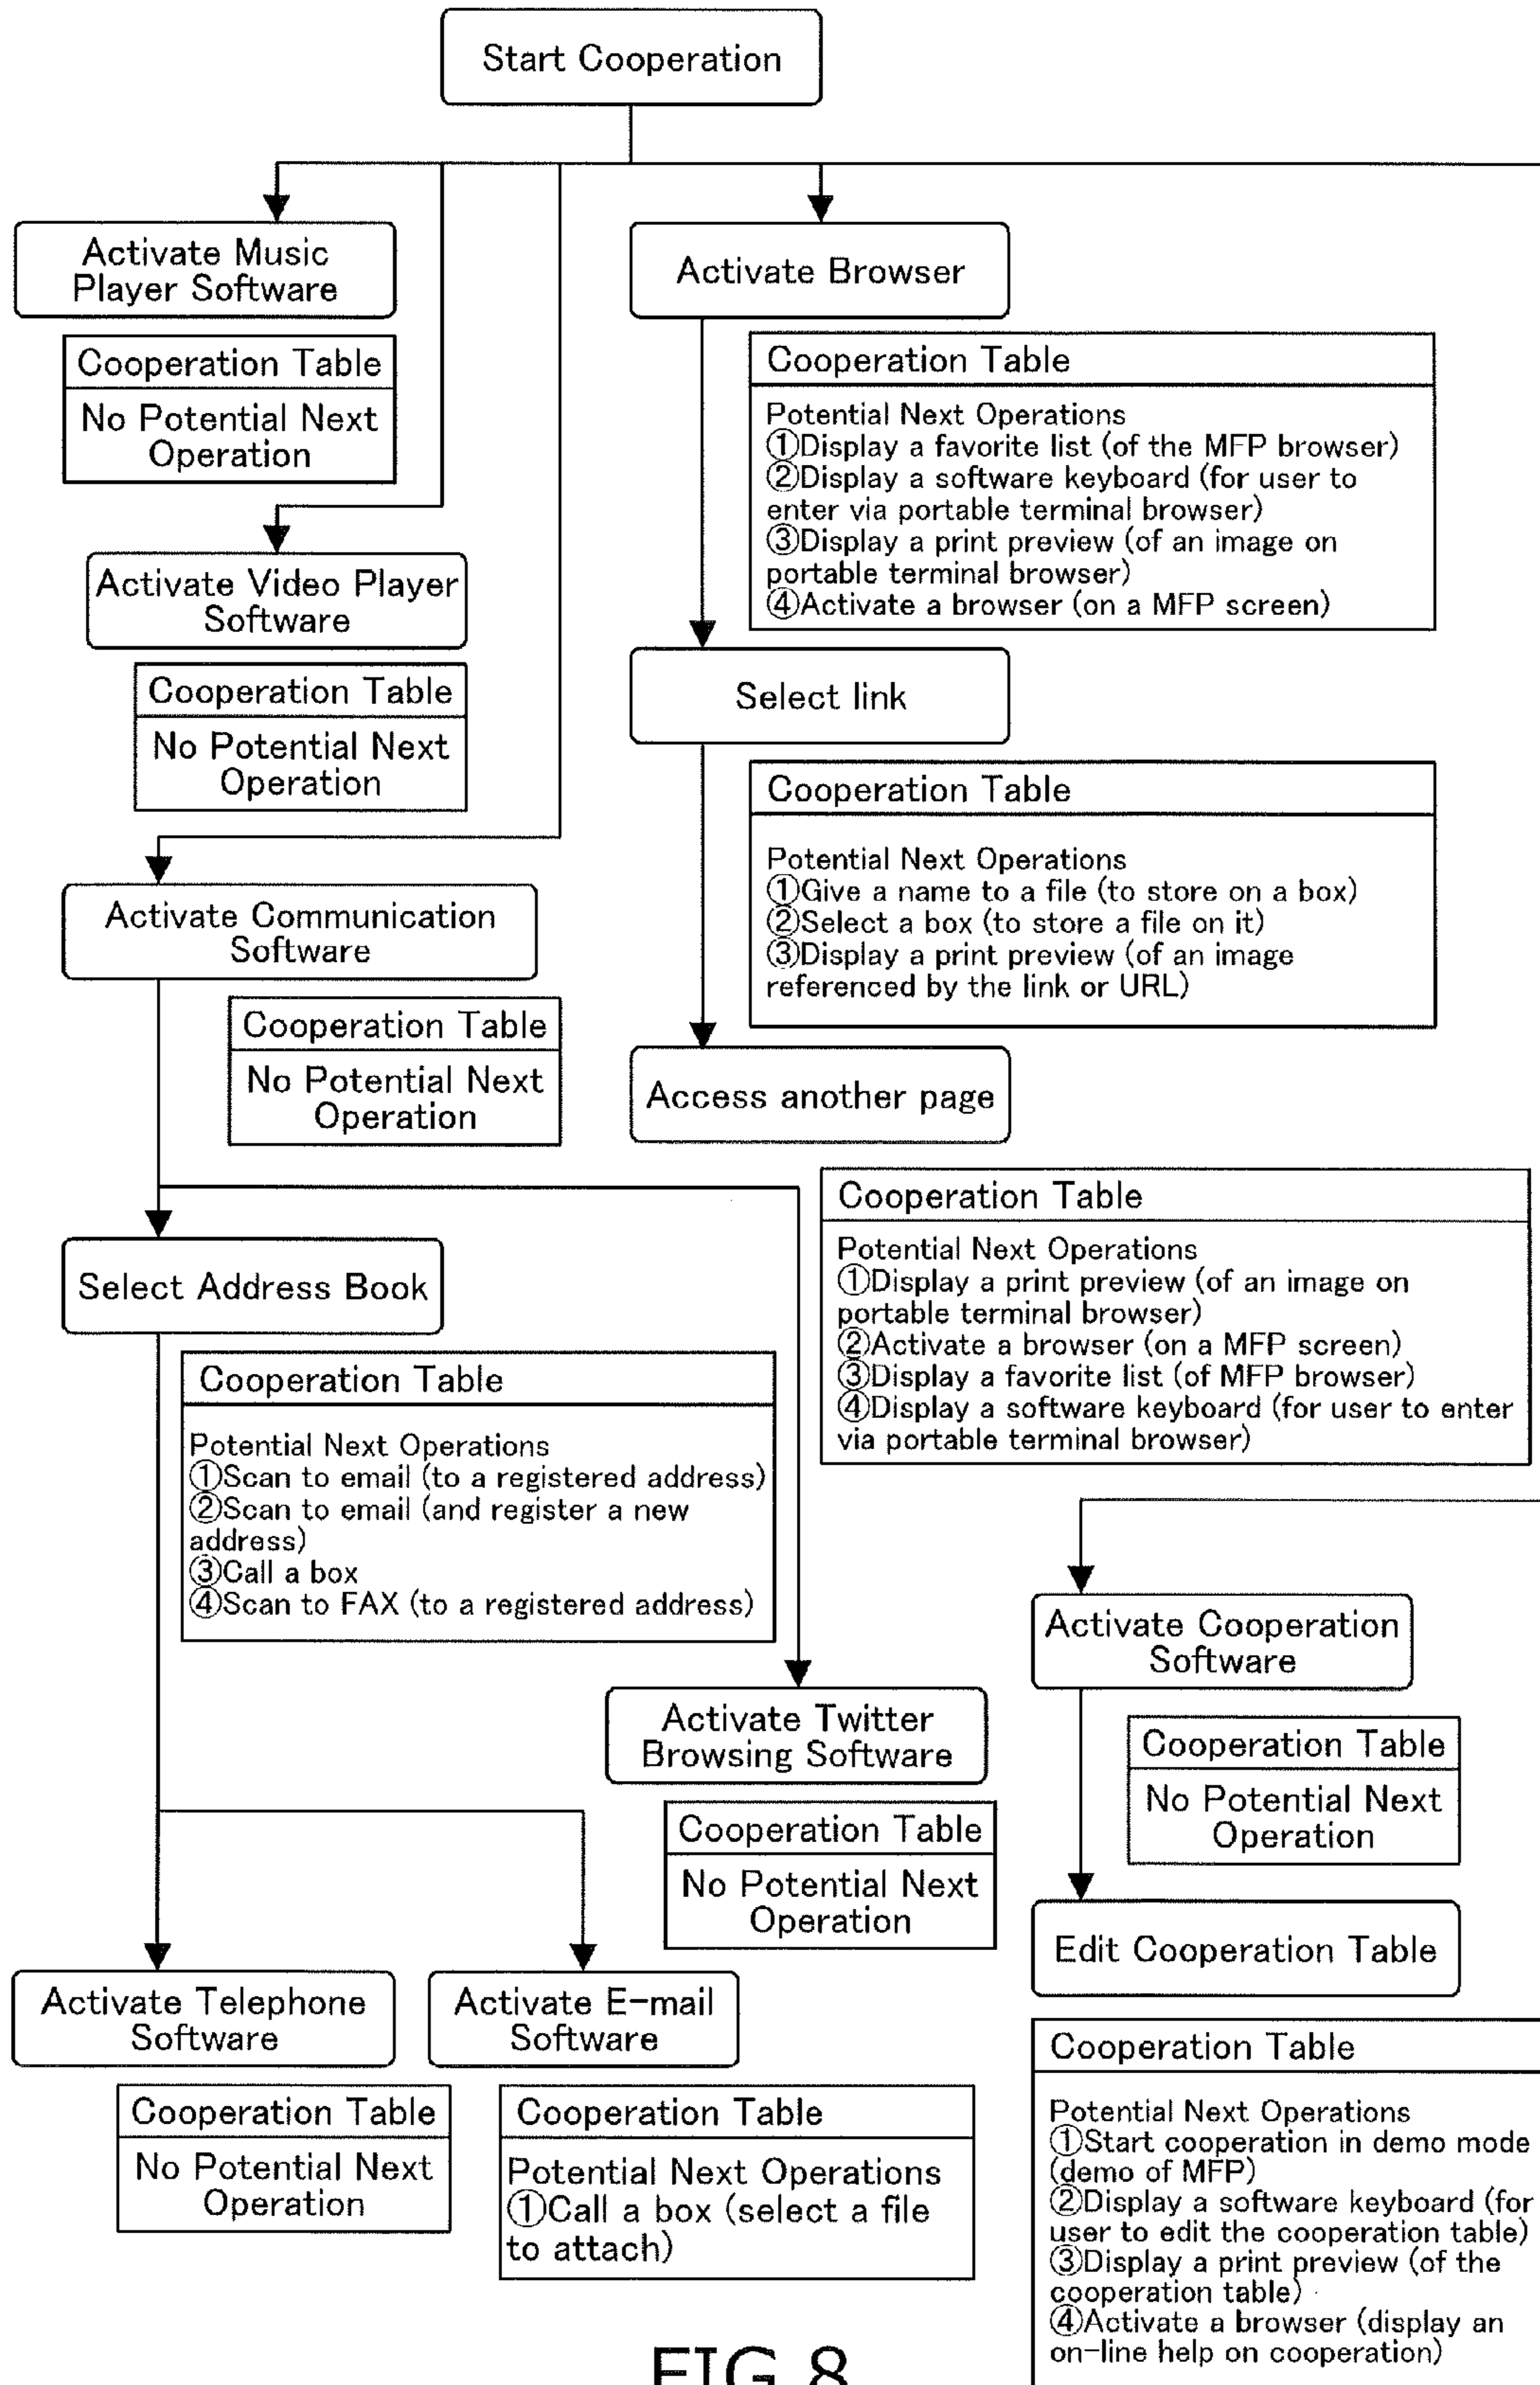 Start Cooperation
Activate Music
Player Software
Cooperation Table
No Potential Next
Operation
Activate Video Player
Software
Cooperation Table
No Potential Next
Operation
Activate Communication
Software
Cooperation Table
No Potential Next
Operation
Activate Browser
Cooperation Table
Potential Next Operations
①Display a favorite list (of the MFP browser)
②Display a software keyboard (for user to
enter via portable terminal browser)
③Display a print preview (of an image on
portable terminal browser)
④Activate a browser (on a MFP screen)
Select link
Cooperation Table
Potential Next Operations
①Give a name to a file (to store on a box)
②Select a box (to store a file on it)
③Display a print preview (of an image
referenced by the link or URL)
Access another page
Cooperation Table
Potential Next Operations
①Display a print preview (of an image on
portable terminal browser)
②Activate a browser (on a MFP screen)
③Display a favorite list (of MFP browser)
④Display a software keyboard (for user to enter
via portable terminal browser)
Select Address Book
Cooperation Table
Potential Next Operations
①Scan to email (to a registered address)
②Scan to email (and register a new
address)
③Call a box
④Scan to FAX (to a registered address)
Activate Twitter
Browsing Software
Cooperation Table
No Potential Next
Operation
Activate Telephone
Software
Cooperation Table
No Potential Next
Operation
Activate E-mail
Software
Cooperation Table
Potential Next Operations
①Call a box (select a file
to attach)
Activate Cooperation
Software
Cooperation Table
No Potential Next
Operation
Edit Cooperation Table
Cooperation Table
Potential Next Operations
①Start cooperation in demo mode
(demo of MFP)
②Display a software keyboard (for
user to edit the cooperation table)
③Display a print preview (of the
cooperation table)
④Activate a browser (display an
on-line help on cooperation)
FIG.8